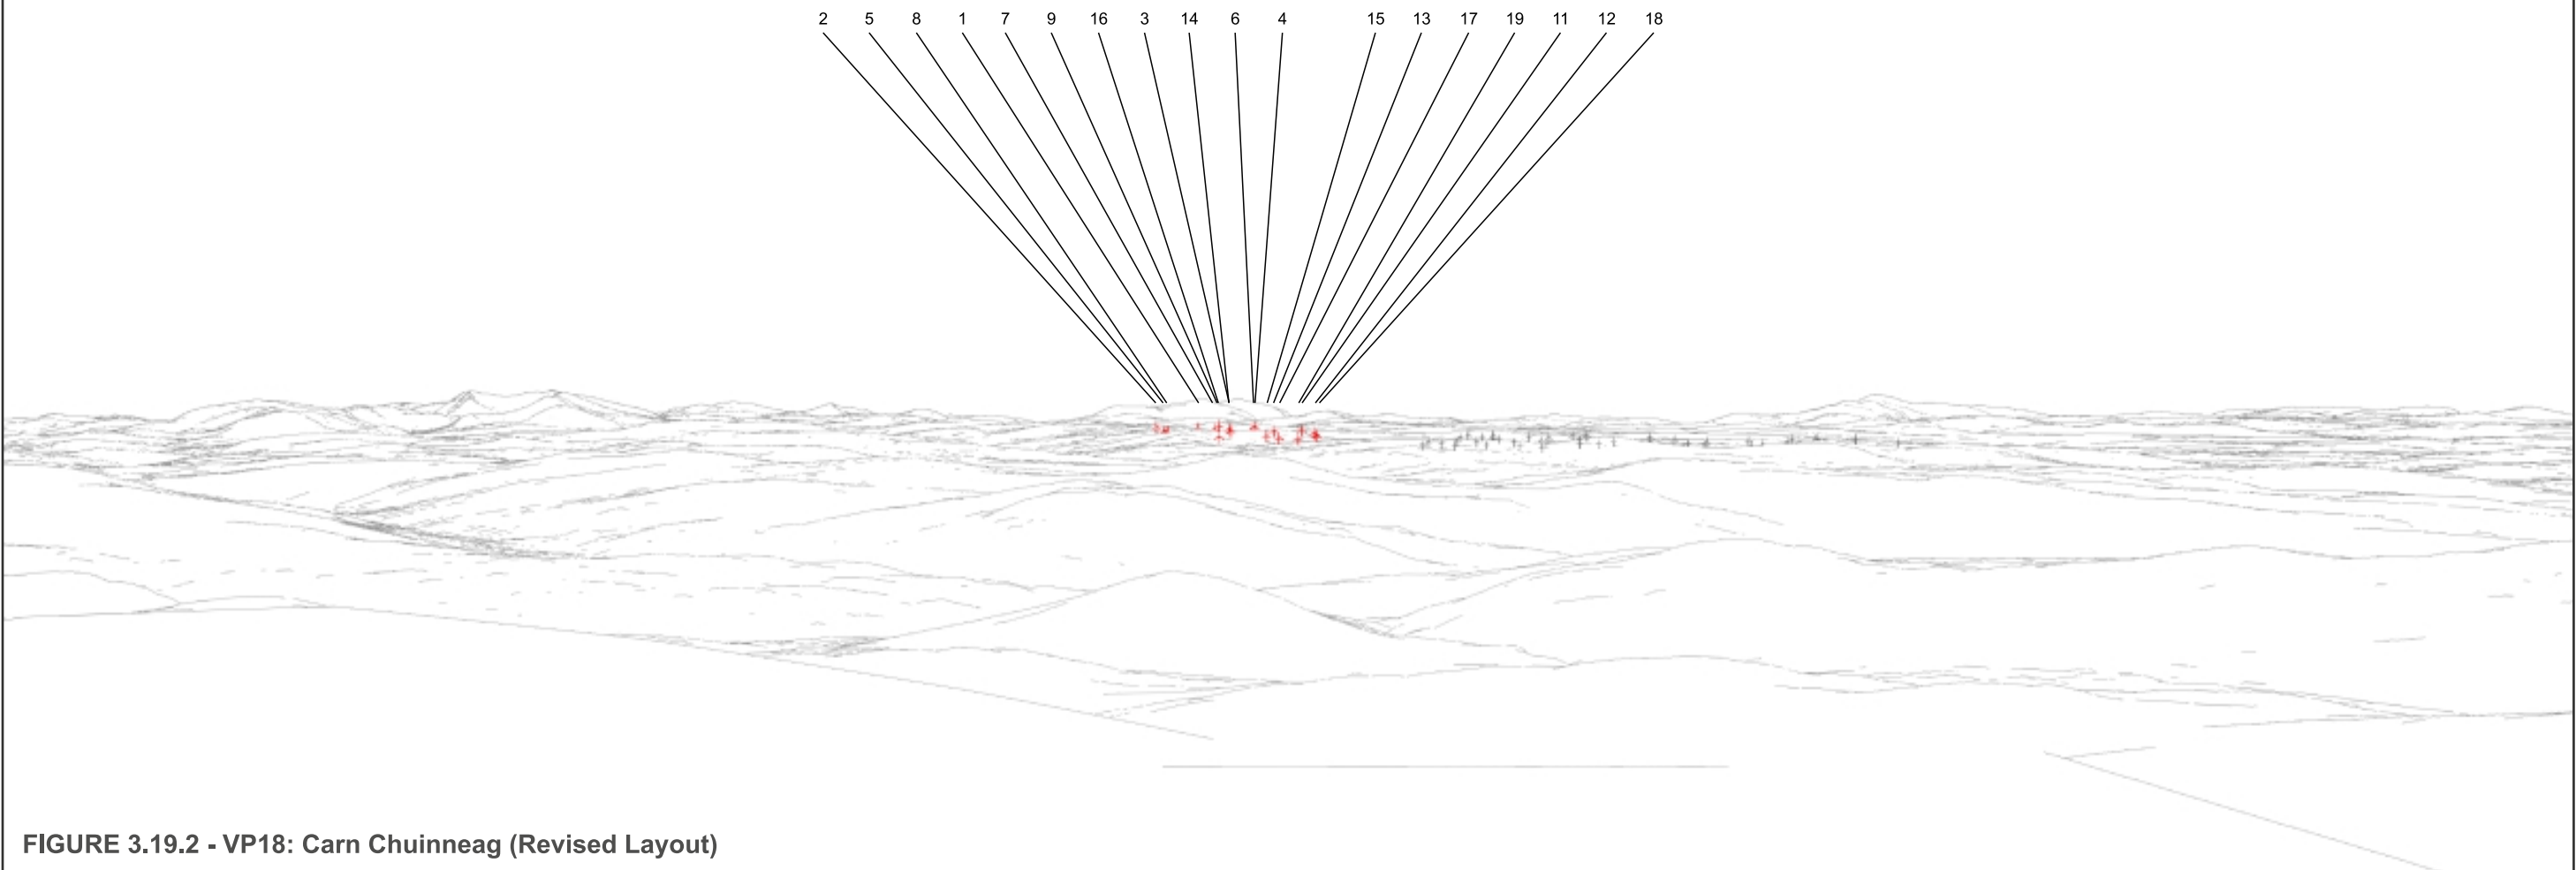 2 5 8 1 7 9 16 3 14 6 4 15 13 17 19 11 12 18
FIGURE 3.19.2 - VP18: Carn Chuinneag (Revised Layout)